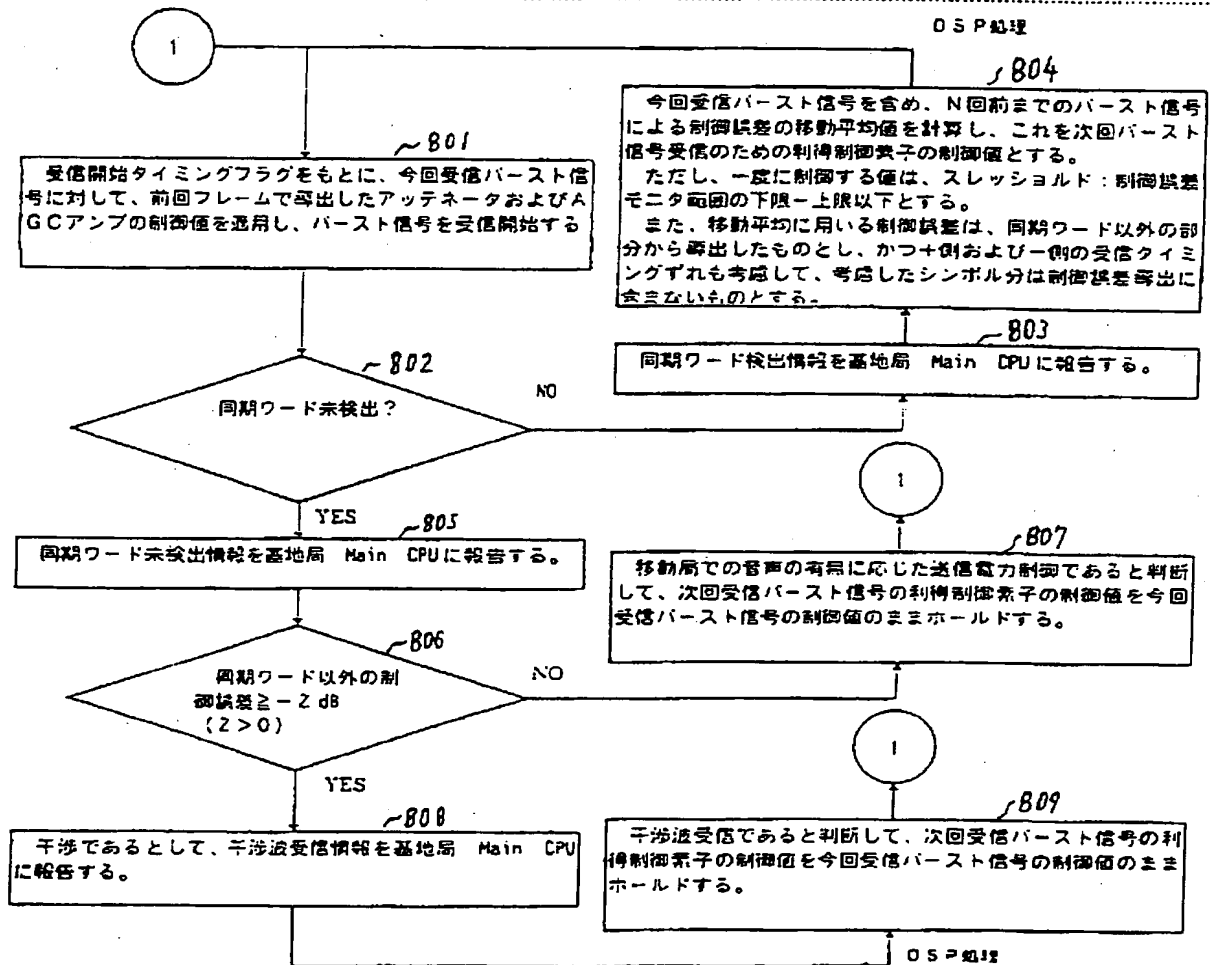 DSP処理
1
804
今回受信バースト信号を含め、N回前までのバースト信号
による制御誤差の移動平均値を計算し、これを次回バースト
信号受信のための利得制御素子の制御値とする。
ただし、一度に制御する値は、スレッショルド:制御誤差
モニタ範囲の下限ー上限以下とする。
また、移動平均に用いる制御誤差は、同期ワード以外の部
分から導出したものとし、かつ+側および-側の受信タイミ
ングずれも考慮して、考慮したシンボル分は制御誤差導出に
含まないものとする。
801
受信開始タイミングフラグをもとに、今回受信バースト信
号に対して、前回フレームで導出したアッテネータおよびA
GCアンプの制御値を適用し、バースト信号を受信開始する
803
同期ワード検出情報を基地局 Main CPUに報告する。
802
同期ワード未検出?
NO
YES
1
805
同期ワード未検出情報を基地局 Main CPUに報告する。
807
移動局での音声の有無に応じた送信電力制御であると判断
して、次回受信バースト信号の利得制御素子の制御値を今回
受信バースト信号の制御値のままホールドする。
806
同期ワード以外の制
御誤差≧-Z dB
(Z>0)
NO
YES
1
808
干渉であるとして、干渉波受信情報を基地局 Main CPU
に報告する。
809
干渉波受信であると判断して、次回受信バースト信号の利
得制御素子の制御値を今回受信バースト信号の制御値のまま
ホールドする。
DSP処理